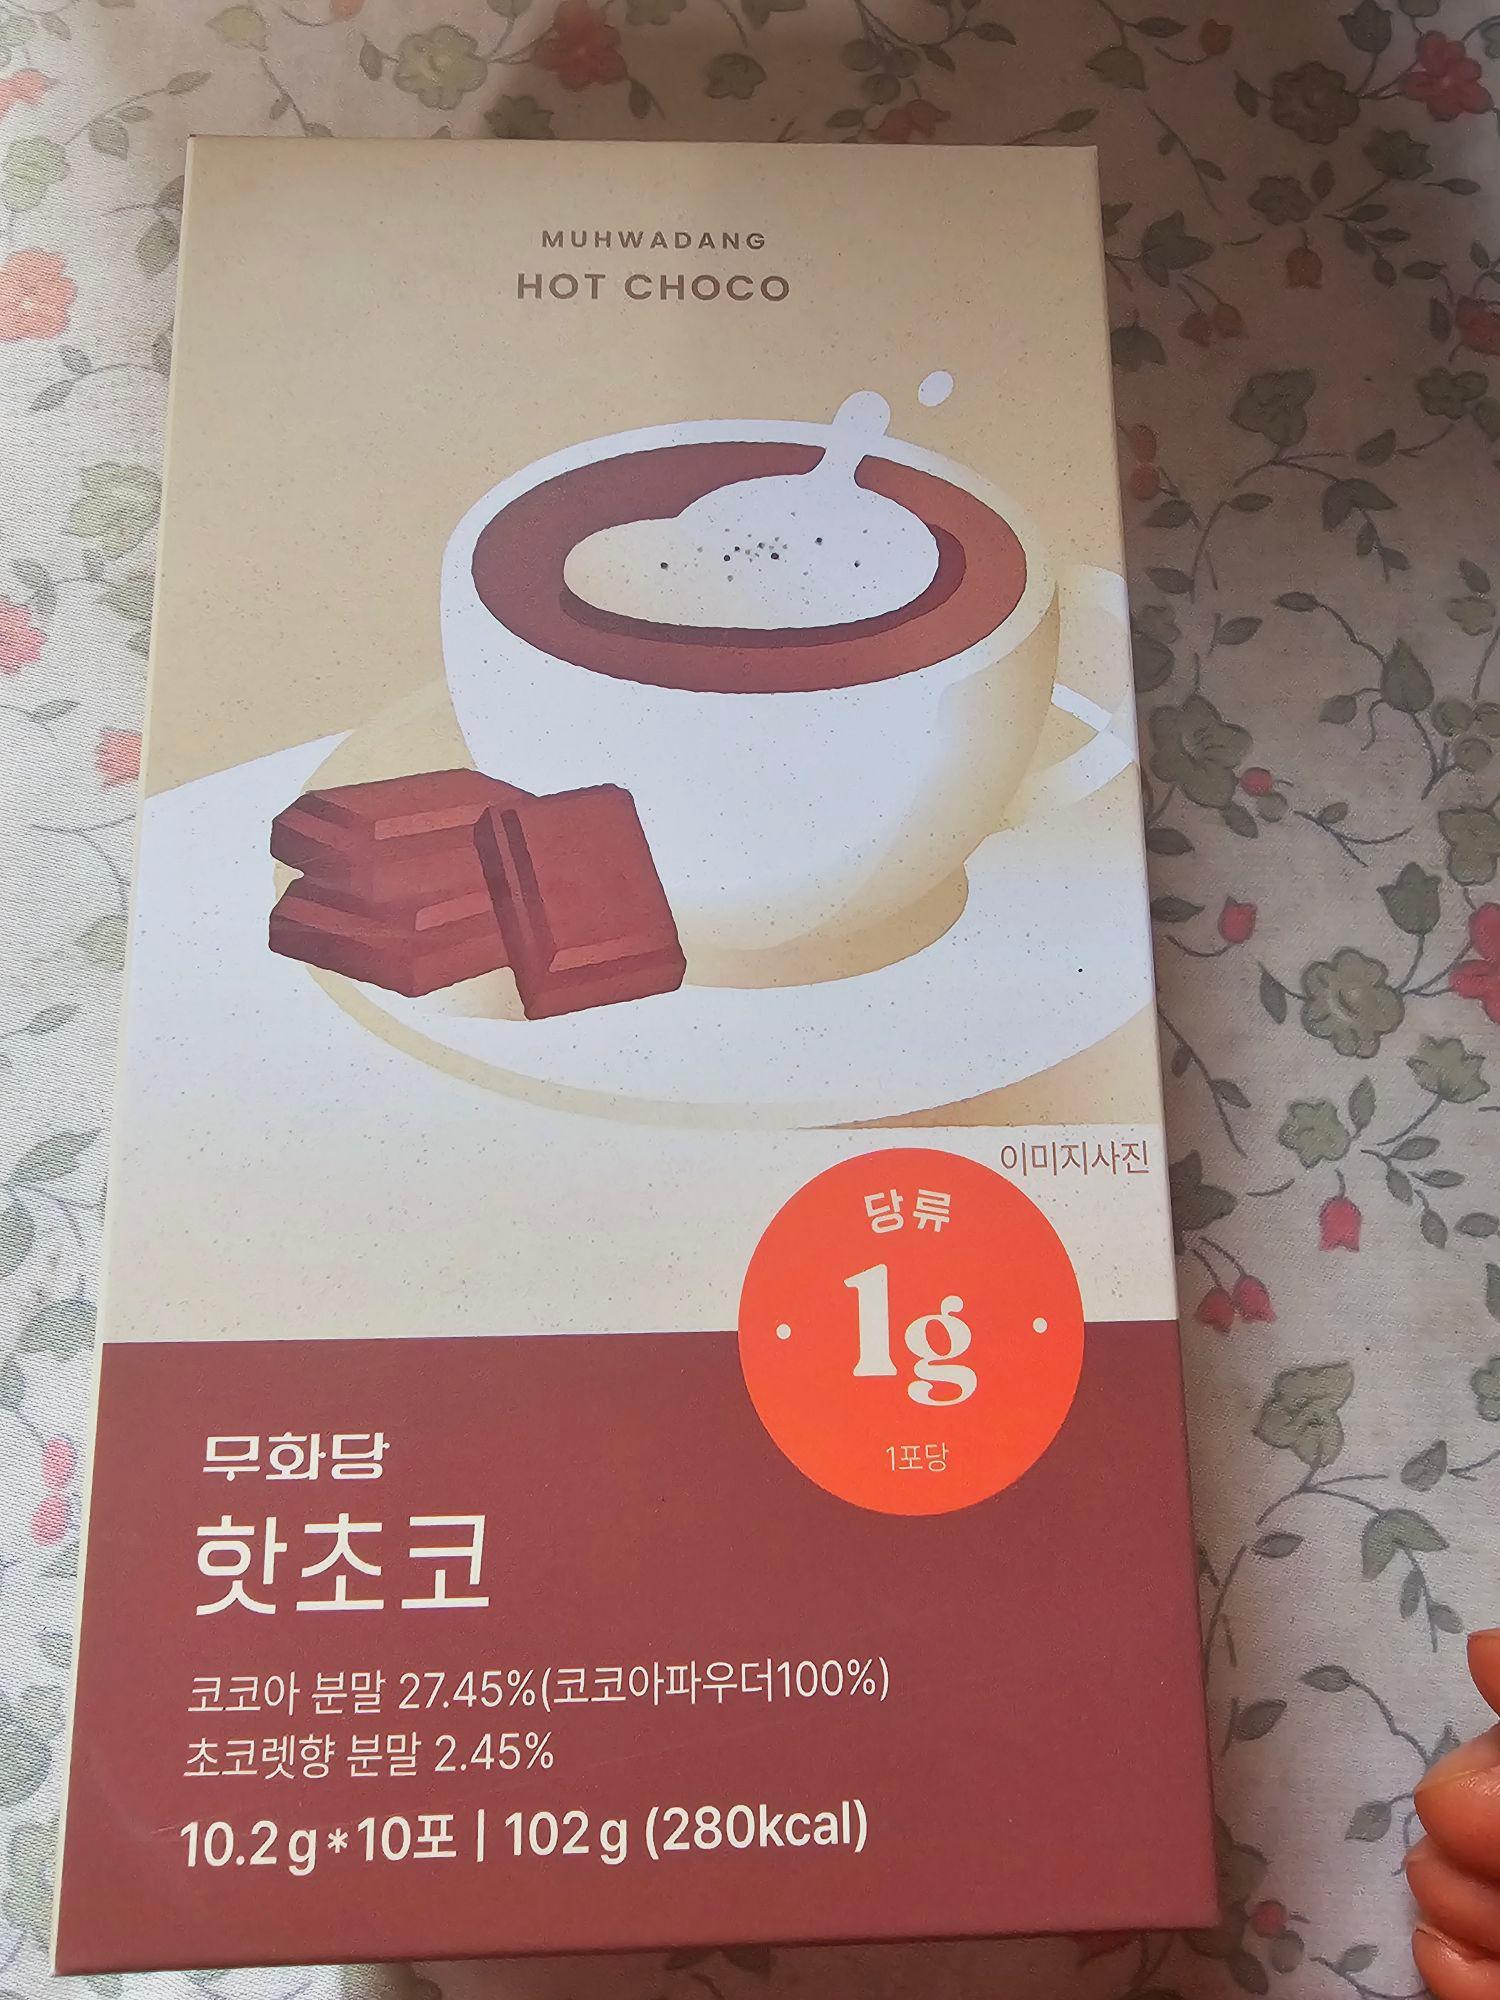 MUHWADANG
HOT CHOCO
이미지사진
당류
1g
1포당
무화당
핫초코
코코아 분말 27.45%(코코아파우더100%)
초코렛향 분말 2.45%
10.2g*10포 | 102g (280kcal)